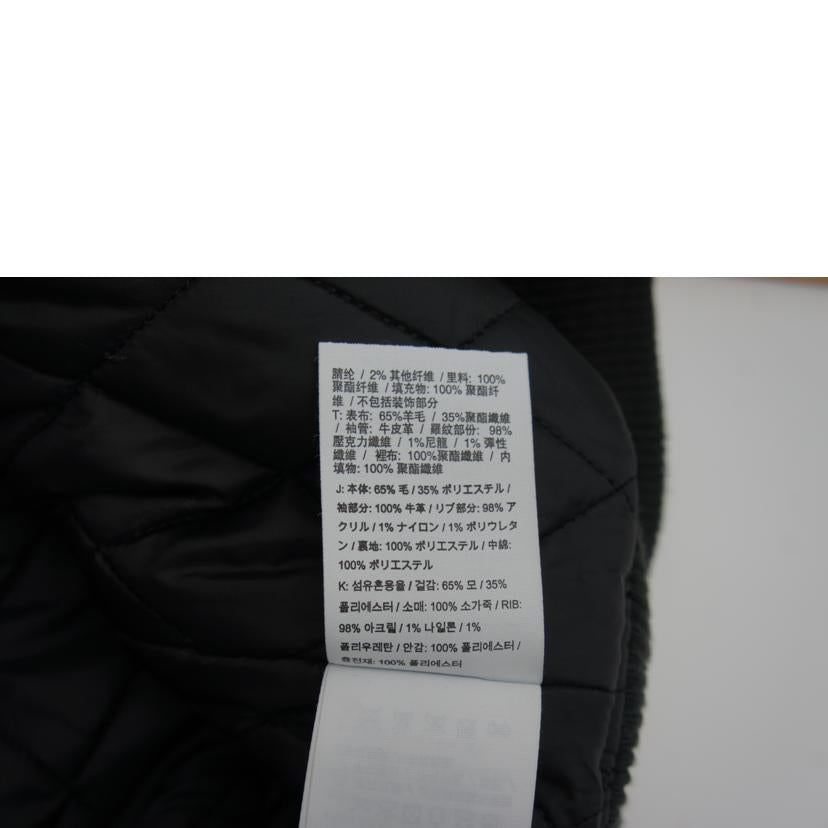 腈纶 / 2% 其他纤维 / 里料: 100%
聚酯纤维 / 填充物: 100% 聚酯纤
维 / 不包括装饰部分
T: 表布: 65%羊毛 / 35%聚酯纖維
/ 袖管: 牛皮革 / 羅紋部份: 98%
壓克力纖維 / 1%尼龍 / 1% 彈性
纖維 / 裡布: 100%聚酯纖維 / 內
填物: 100% 聚酯纖維
J: 本体: 65% 毛 / 35% ポリエステル /
袖部分: 100% 牛革 / リブ部分: 98% ア
クリル / 1% ナイロン / 1% ポリウレタ
ン / 裏地: 100% ポリエステル / 中綿:
100% ポリエステル
K: 섬유혼용율 / 겉감: 65% 모 / 35%
폴리에스터 / 소매: 100% 소가죽 / RIB:
98% 아크릴 / 1% 나일론 / 1%
폴리우레탄 / 안감: 100% 폴리에스터 /
충전재: 100% 폴리에스터